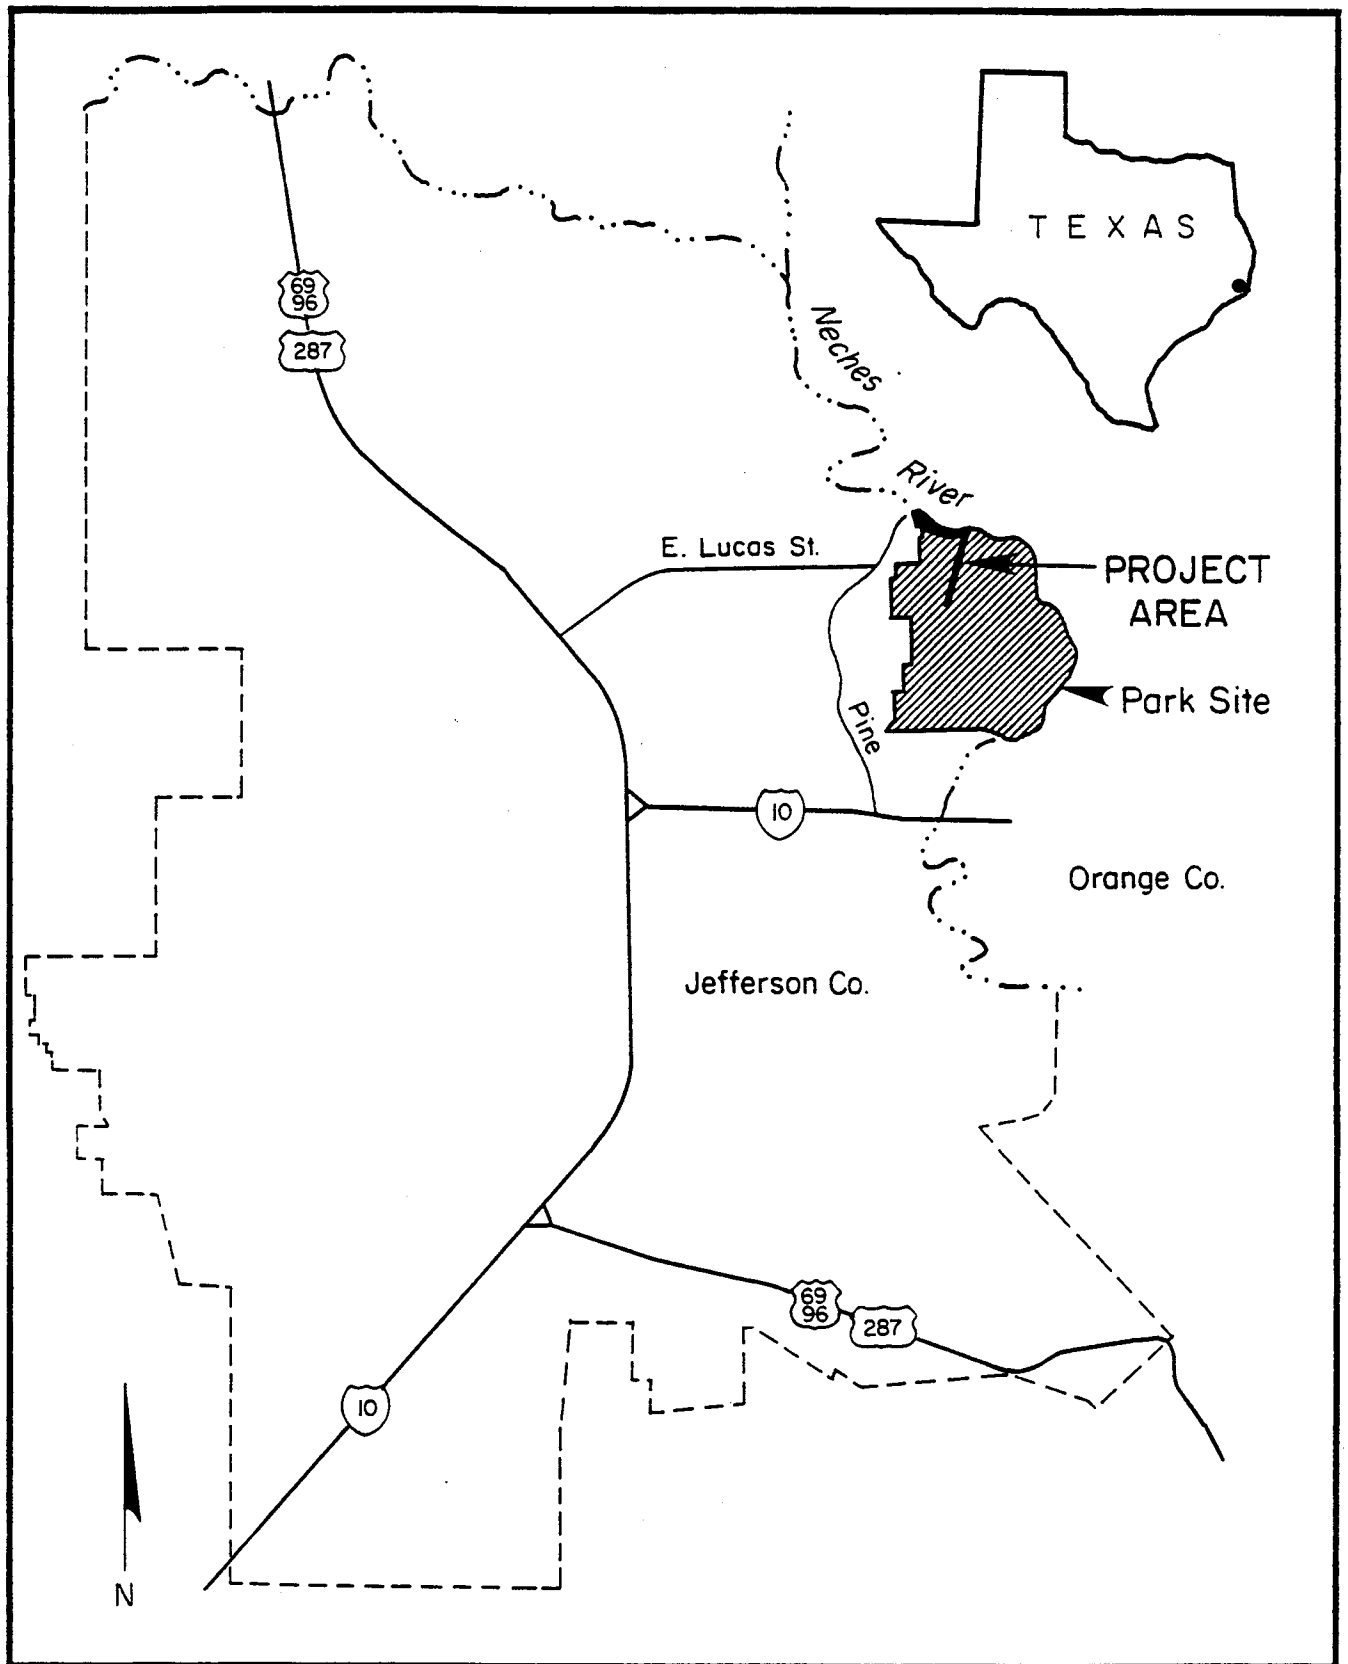 TEXAS
69
96
287
Neches
River
E. Lucas St.
PROJECT
AREA
Park Site
Pine
10
Orange Co.
Jefferson Co.
69
96
287
10
N